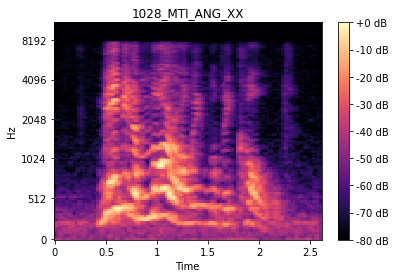 1028_MTI_ANG_XX
+0 dB
8192
-10 dB
4096
-20 dB
-30 dB
2048
Hz
-40 dB
1024
-50 dB
512
-60 dB
-70 dB
0
-80 dB
0 0.5 1 1.5 2 2.5
Time